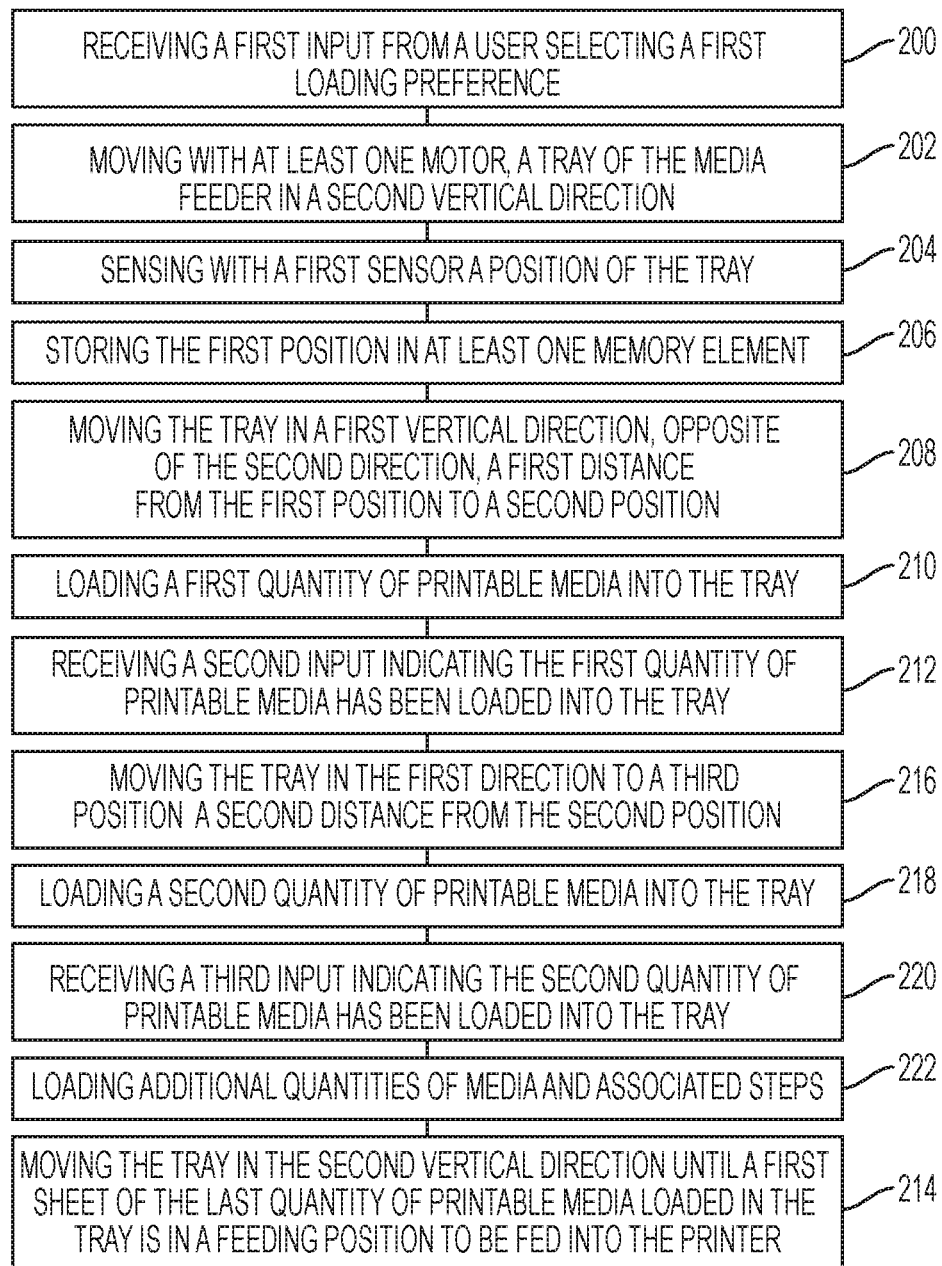 RECEIVING A FIRST INPUT FROM A USER SELECTING A FIRST
LOADING PREFERENCE
200
MOVING WITH AT LEAST ONE MOTOR, A TRAY OF THE MEDIA
FEEDER IN A SECOND VERTICAL DIRECTION
202
SENSING WITH A FIRST SENSOR A POSITION OF THE TRAY
204
STORING THE FIRST POSITION IN AT LEAST ONE MEMORY ELEMENT
206
MOVING THE TRAY IN A FIRST VERTICAL DIRECTION, OPPOSITE
OF THE SECOND DIRECTION, A FIRST DISTANCE
FROM THE FIRST POSITION TO A SECOND POSITION
208
LOADING A FIRST QUANTITY OF PRINTABLE MEDIA INTO THE TRAY
210
RECEIVING A SECOND INPUT INDICATING THE FIRST QUANTITY OF
PRINTABLE MEDIA HAS BEEN LOADED INTO THE TRAY
212
MOVING THE TRAY IN THE FIRST DIRECTION TO A THIRD
POSITION A SECOND DISTANCE FROM THE SECOND POSITION
216
LOADING A SECOND QUANTITY OF PRINTABLE MEDIA INTO THE TRAY
218
RECEIVING A THIRD INPUT INDICATING THE SECOND QUANTITY OF
PRINTABLE MEDIA HAS BEEN LOADED INTO THE TRAY
220
LOADING ADDITIONAL QUANTITIES OF MEDIA AND ASSOCIATED STEPS
222
MOVING THE TRAY IN THE SECOND VERTICAL DIRECTION UNTIL A FIRST
SHEET OF THE LAST QUANTITY OF PRINTABLE MEDIA LOADED IN THE
TRAY IS IN A FEEDING POSITION TO BE FED INTO THE PRINTER
214